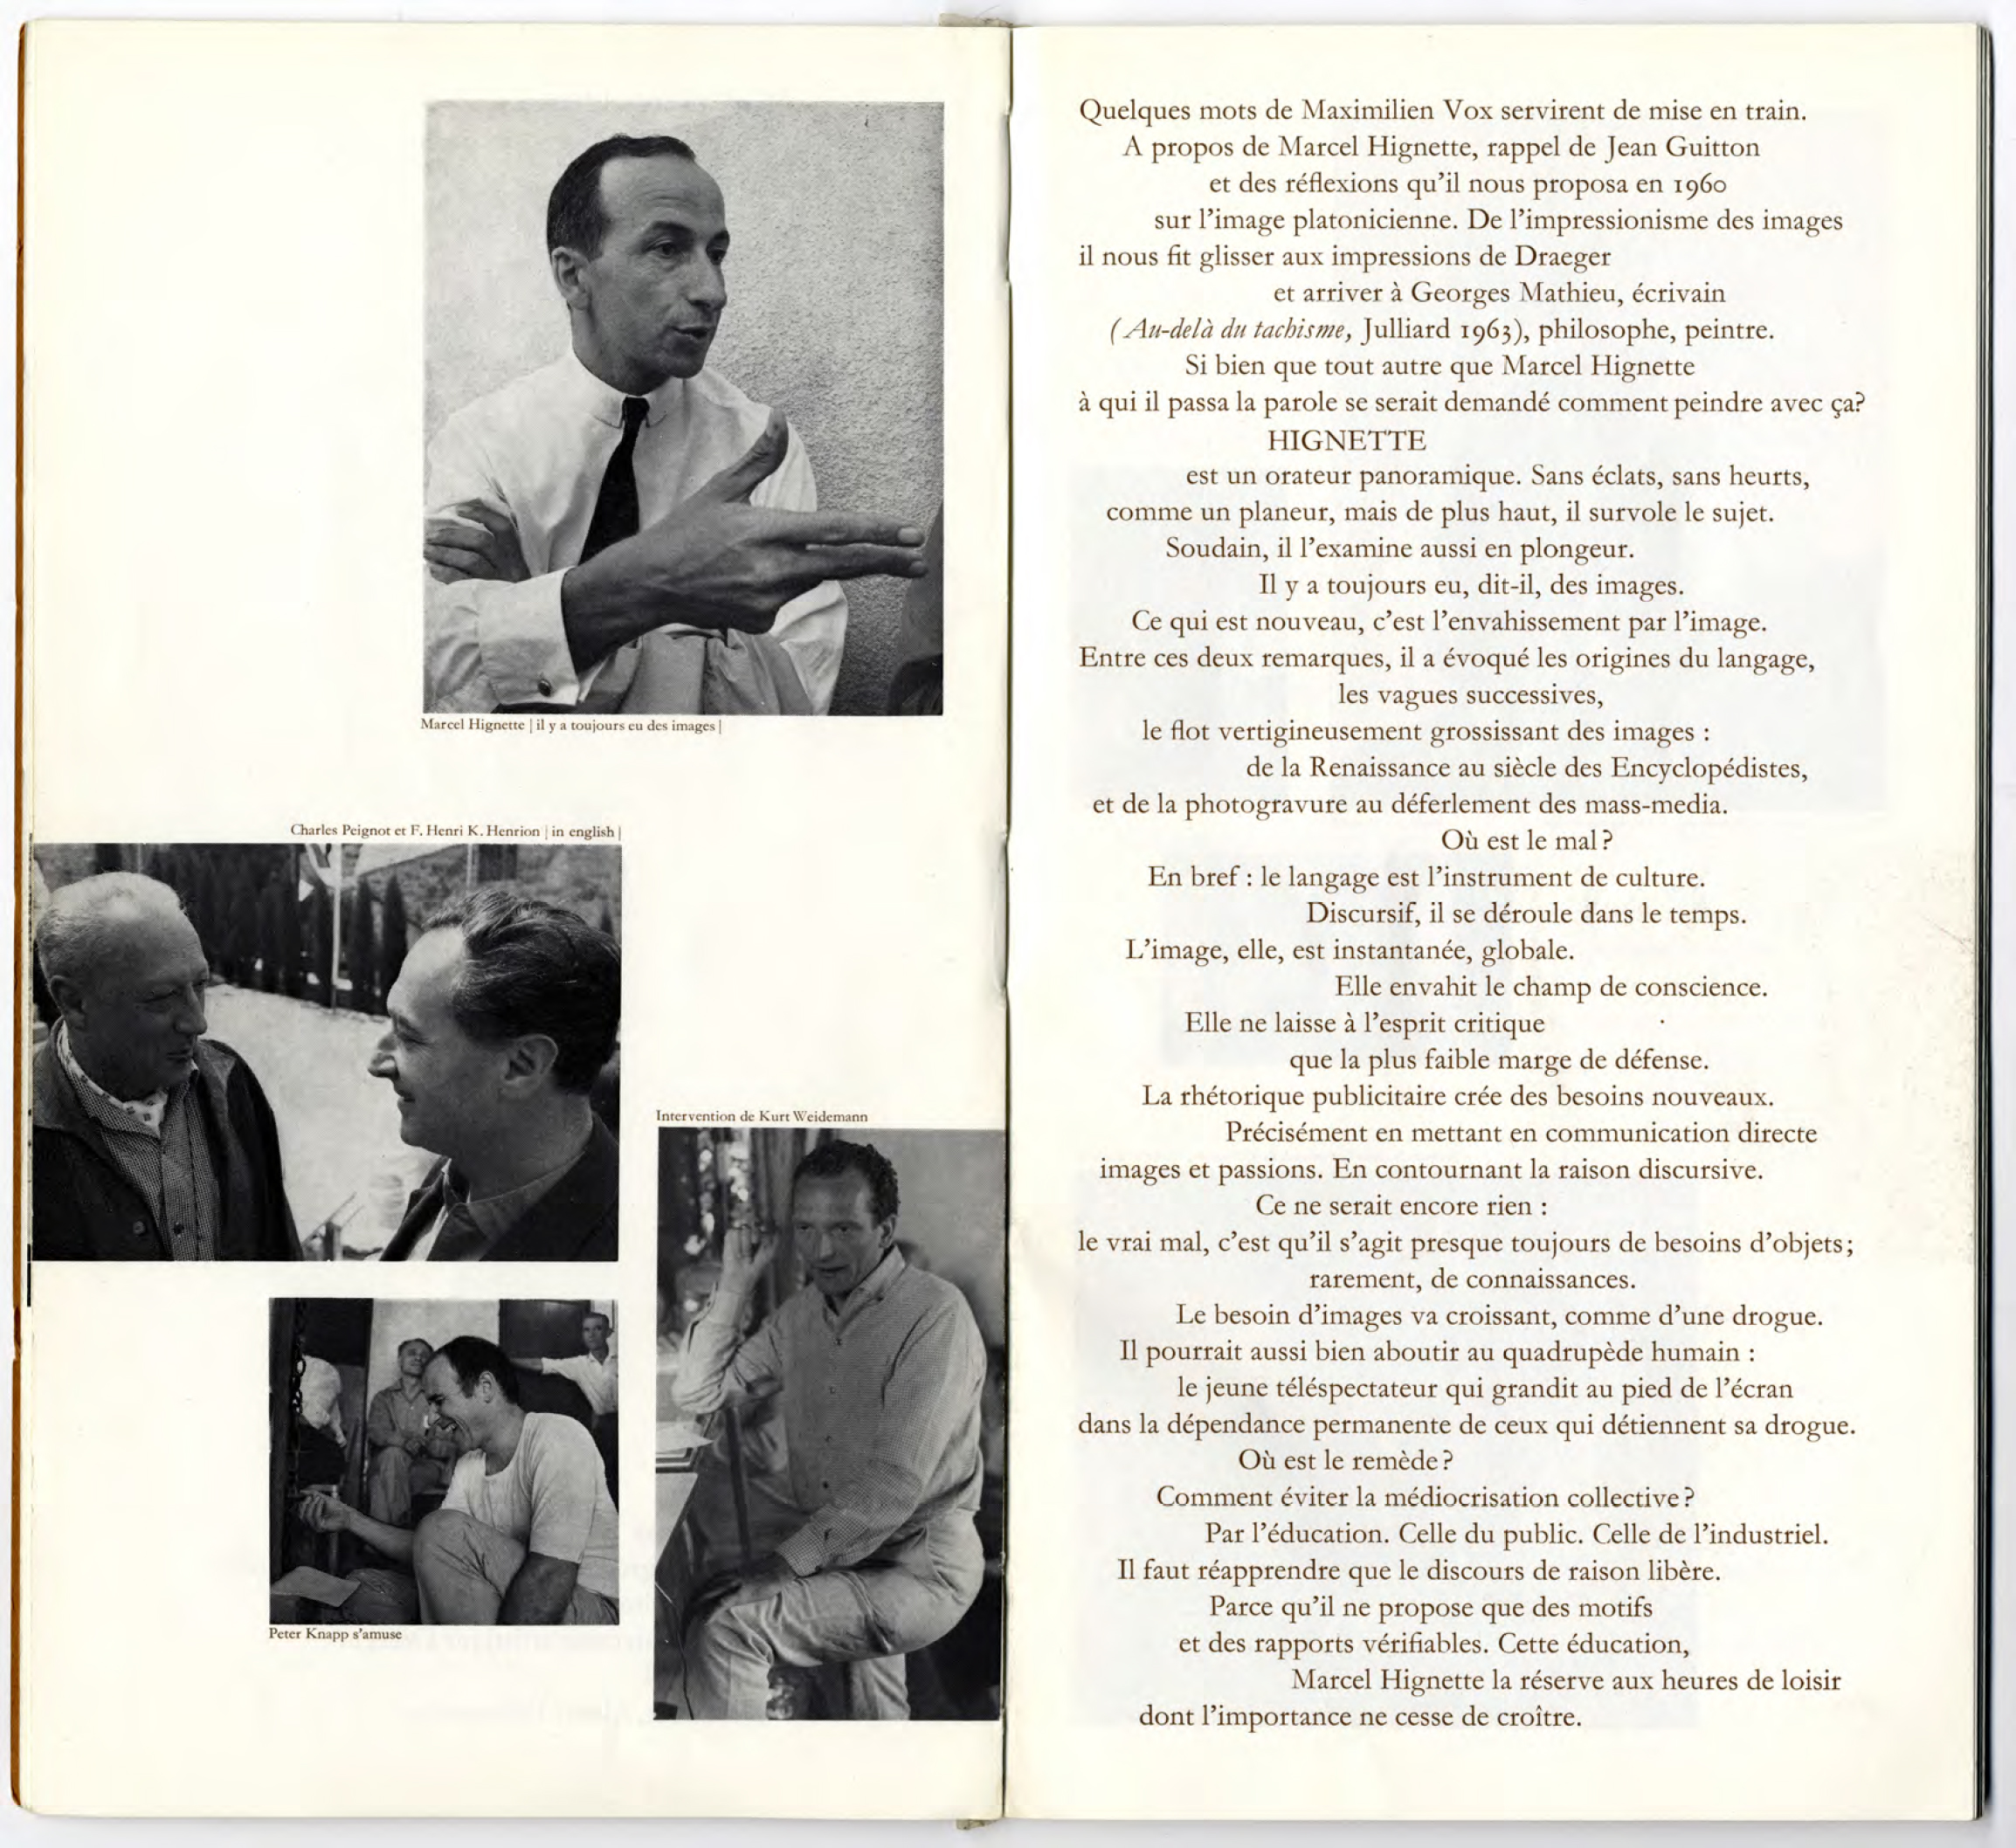 Marcel Hignette | il y a toujours eu des images |
Charles Peignot et F. Henri K. Henrion | in english |
Intervention de Kurt Weidemann
Peter Knapp s'amuse
Quelques mots de Maximilien Vox servirent de mise en train.
A propos de Marcel Hignette, rappel de Jean Guitton
et des réflexions qu'il nous proposa en 1960
sur l'image platonicienne. De l'impressionisme des images
il nous fit glisser aux impressions de Draeger
et arriver à Georges Mathieu, écrivain
(Au-delà du tachisme, Julliard 1963), philosophe, peintre.
Si bien que tout autre que Marcel Hignette
à qui il passa la parole se serait demandé comment peindre avec ça?
HIGNETTE
est un orateur panoramique. Sans éclats, sans heurts,
comme un planeur, mais de plus haut, il survole le sujet.
Soudain, il l'examine aussi en plongeur.
Il y a toujours eu, dit-il, des images.
Ce qui est nouveau, c'est l'envahissement par l'image.
Entre ces deux remarques, il a évoqué les origines du langage,
les vagues successives,
le flot vertigineusement grossissant des images :
de la Renaissance au siècle des Encyclopédistes,
et de la photogravure au déferlement des mass-media.
Où est le mal?
En bref : le langage est l'instrument de culture.
Discursif, il se déroule dans le temps.
L'image, elle, est instantanée, globale.
Elle envahit le champ de conscience.
Elle ne laisse à l'esprit critique
que la plus faible marge de défense.
La rhétorique publicitaire crée des besoins nouveaux.
Précisément en mettant en communication directe
images et passions. En contournant la raison discursive.
Ce ne serait encore rien :
le vrai mal, c'est qu'il s'agit presque toujours de besoins d'objets;
rarement, de connaissances.
Le besoin d'images va croissant, comme d'une drogue.
Il pourrait aussi bien aboutir au quadrupède humain :
le jeune téléspectateur qui grandit au pied de l'écran
dans la dépendance permanente de ceux qui détiennent sa drogue.
Où est le remède?
Comment éviter la médiocrisation collective?
Par l'éducation. Celle du public. Celle de l'industriel.
Il faut réapprendre que le discours de raison libère.
Parce qu'il ne propose que des motifs
et des rapports vérifiables. Cette éducation,
Marcel Hignette la réserve aux heures de loisir
dont l'importance ne cesse de croître.